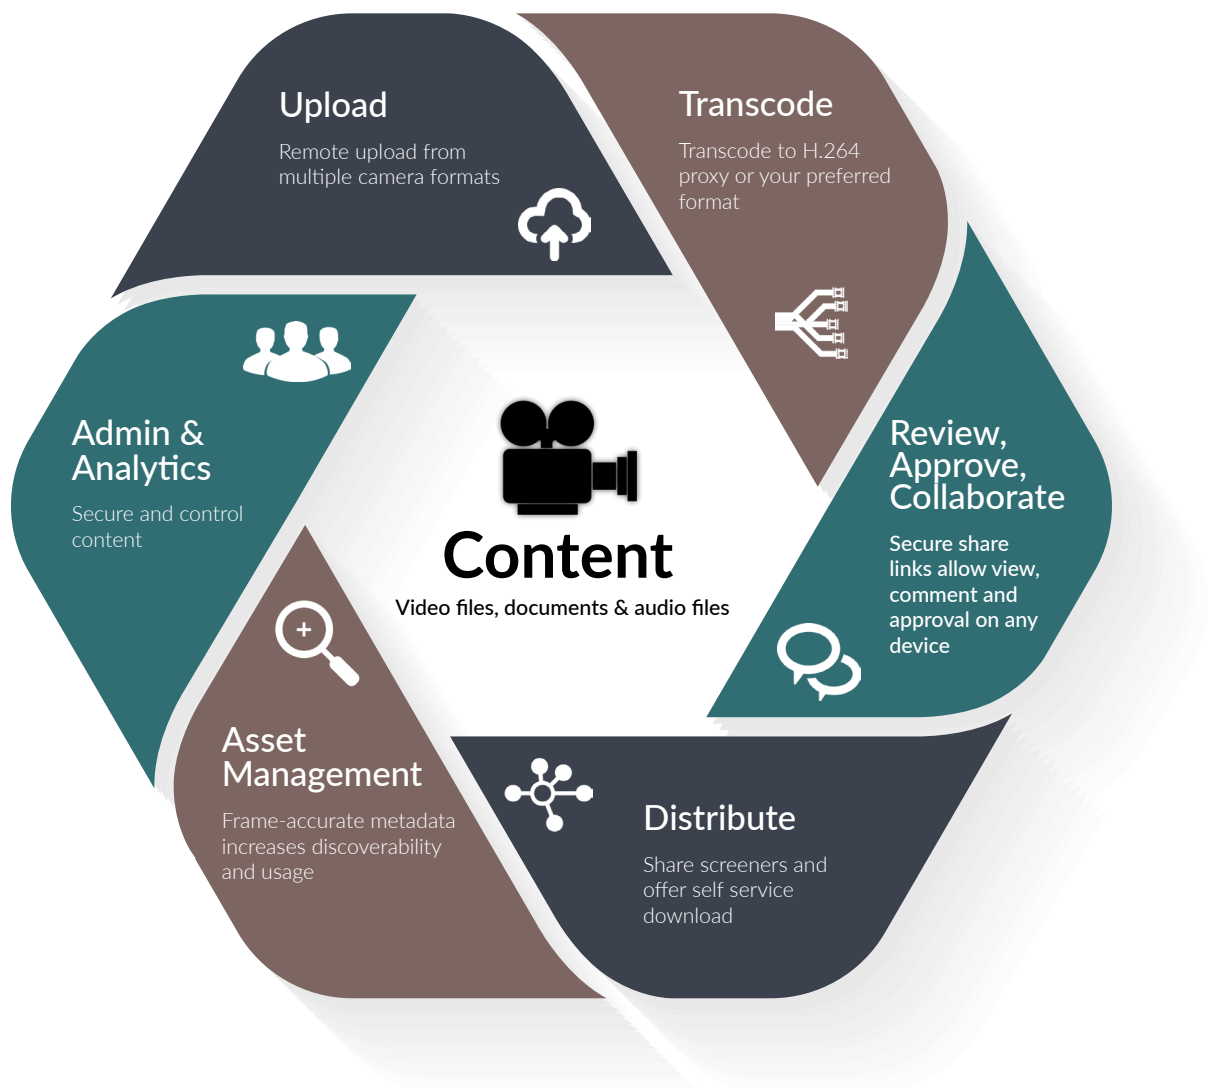 Upload
Remote upload from
multiple camera formats
Transcode
Transcode to H.264
proxy or your preferred
format
Review,
Approve,
Collaborate
Secure share
links allow view,
comment and
approval on any
device
Distribute
Share screeners and
offer self service
download
Asset
Management
Frame-accurate metadata
increases discoverability
and usage
Admin &
Analytics
Secure and control
content
Content
Video files, documents & audio files